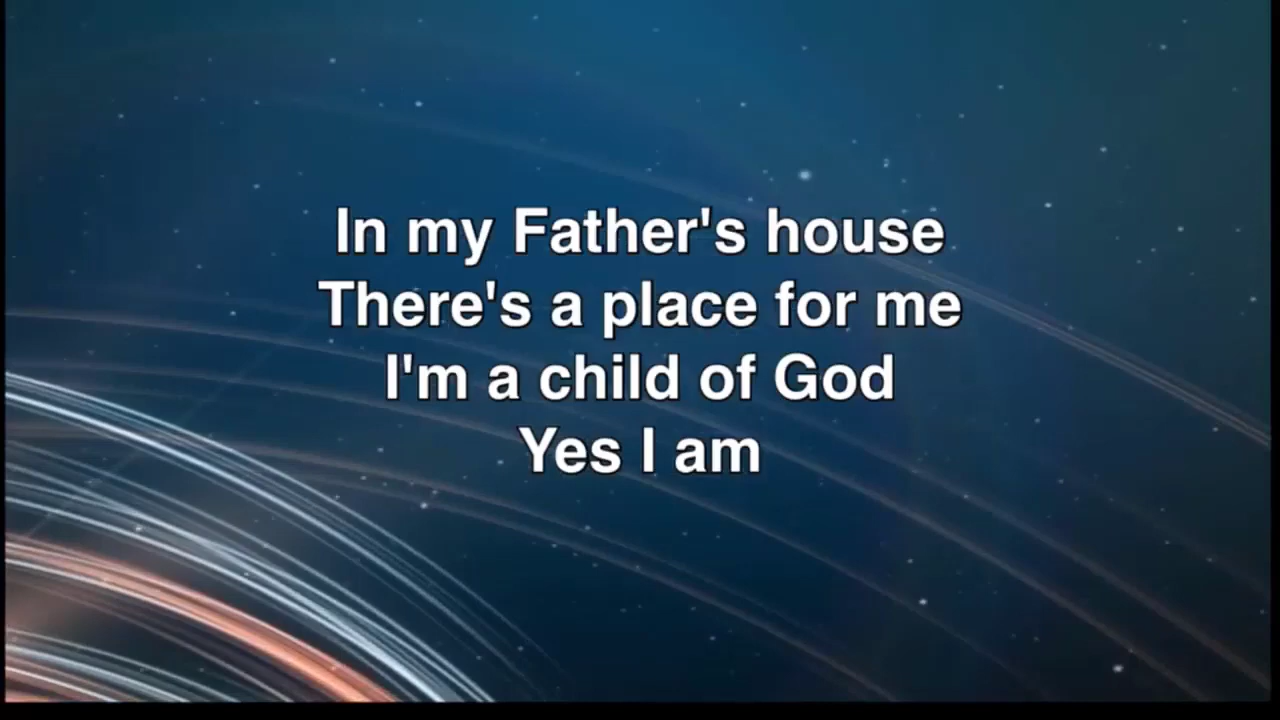 In my Father's house
There's a place for me
I'm a child of God
Yes I am